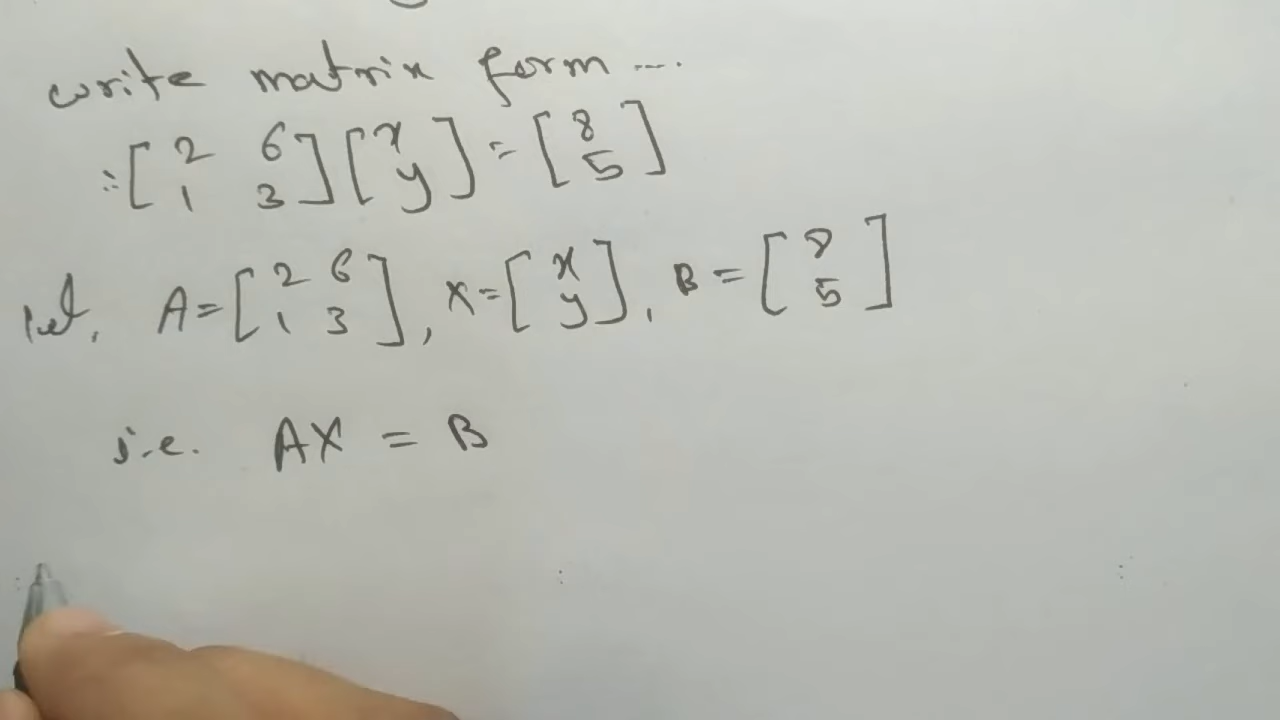 write matrix form ....
∴ [2 6; 1 3] [x; y] = [8; 5]
let, A = [2 6; 1 3], X = [x; y], B = [8; 5]
i.e. AX = B